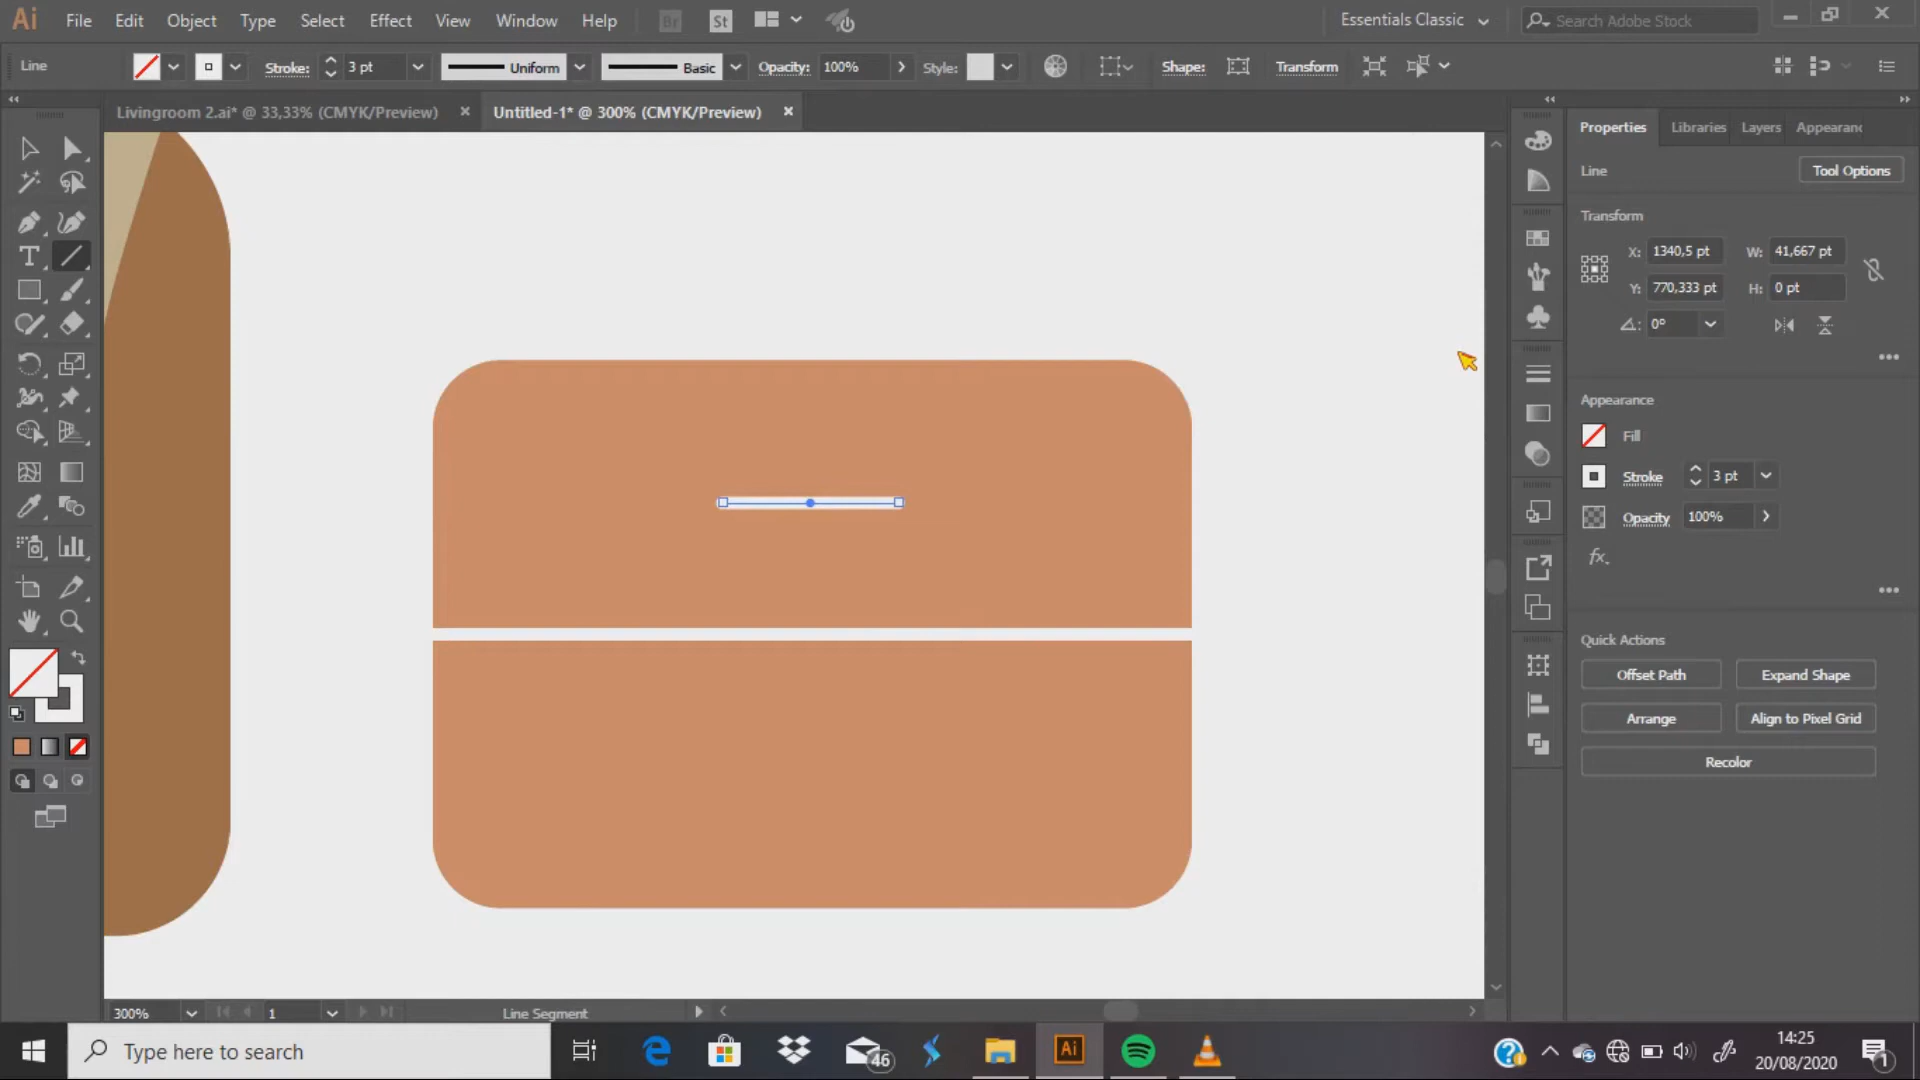 Ai File Edit Object Type Select Effect View Window Help Br St Essentials Classic Search Adobe Stock
Line Stroke: 3 pt Uniform Basic Opacity: 100% Style: Shape: Transform
Livingroom 2.ai* @ 33,33% (CMYK/Preview) Untitled-1* @ 300% (CMYK/Preview)
Properties Libraries Layers Appearanc
Line Tool Options
Transform
X: 1340,5 pt W: 41,667 pt
Y: 770,333 pt H: 0 pt
0°
Appearance
Fill
Stroke 3 pt
Opacity 100%
fx.
Quick Actions
Offset Path Expand Shape
Arrange Align to Pixel Grid
Recolor
300% 1 Line Segment
Type here to search 46 Ai 14:25
20/08/2020 1